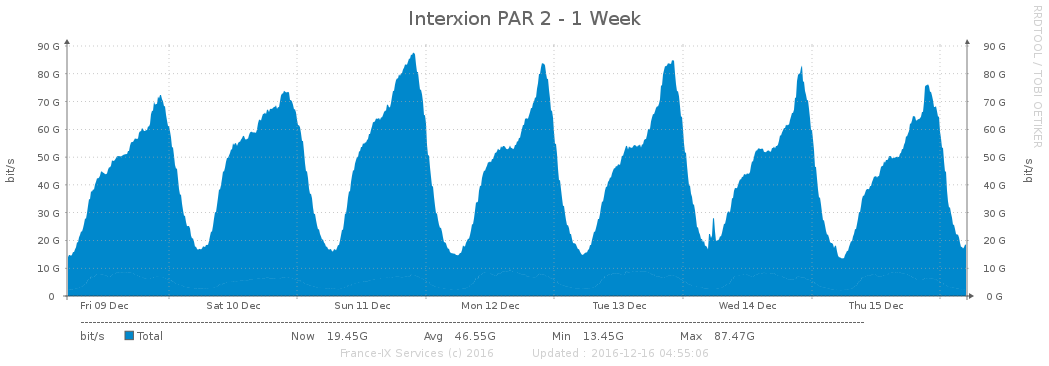 Interxion PAR 2 - 1 Week
RRDTOOL / TOBI OETIKER
90 G 90 G
80 G 80 G
70 G 70 G
60 G 60 G
50 G 50 G
40 G 40 G
30 G 30 G
20 G 20 G
10 G 10 G
0 0 G
bit/s bit/s
Fri 09 Dec Sat 10 Dec Sun 11 Dec Mon 12 Dec Tue 13 Dec Wed 14 Dec Thu 15 Dec
bit/s Total Now 19.45G Avg 46.55G Min 13.45G Max 87.47G
France-IX Services (c) 2016 Updated : 2016-12-16 04:55:06